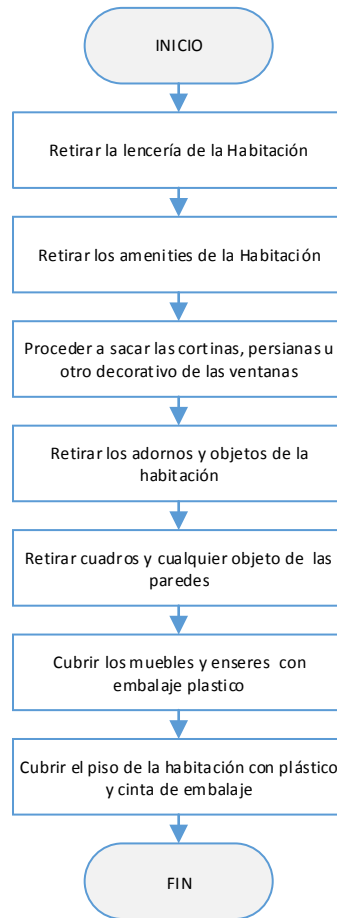 INICIO
Retirar la lencería de la Habitación
Retirar los amenities de la Habitación
Proceder a sacar las cortinas, persianas u
otro decorativo de las ventanas
Retirar los adornos y objetos de la
habitación
Retirar cuadros y cualquier objeto de las
paredes
Cubrir los muebles y enseres con
embalaje plastico
Cubrir el piso de la habitación con plástico
y cinta de embalaje
FIN